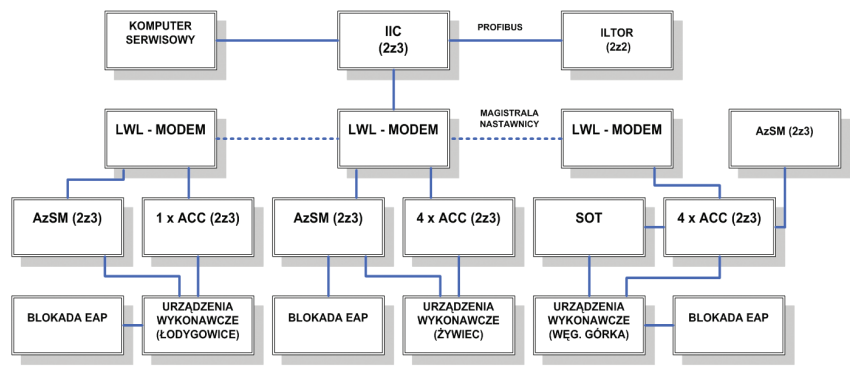 KOMPUTER
SERWISOWY
IIC
(2z3)
PROFIBUS
ILTOR
(2z2)
LWL - MODEM
LWL - MODEM
MAGISTRALA
NASTAWNICY
LWL - MODEM
AzSM (2z3)
AzSM (2z3)
1 x ACC (2z3)
AzSM (2z3)
4 x ACC (2z3)
SOT
4 x ACC (2z3)
BLOKADA EAP
URZĄDZENIA
WYKONAWCZE
(ŁODYGOWICE)
BLOKADA EAP
URZĄDZENIA
WYKONAWCZE
(ŻYWIEC)
URZĄDZENIA
WYKONAWCZE
(WĘG. GÓRKA)
BLOKADA EAP